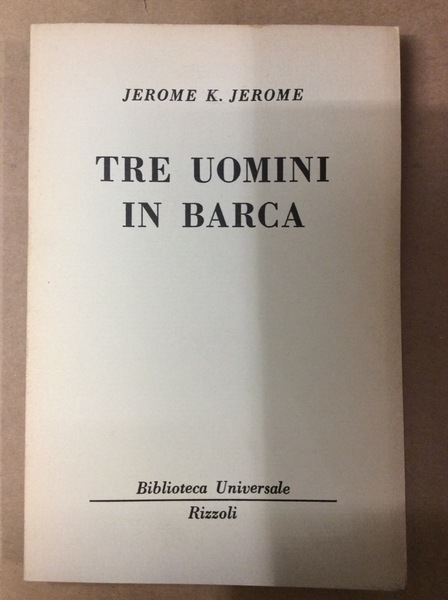 JEROME K. JEROME
TRE UOMINI
IN BARCA
Biblioteca Universale
Rizzoli